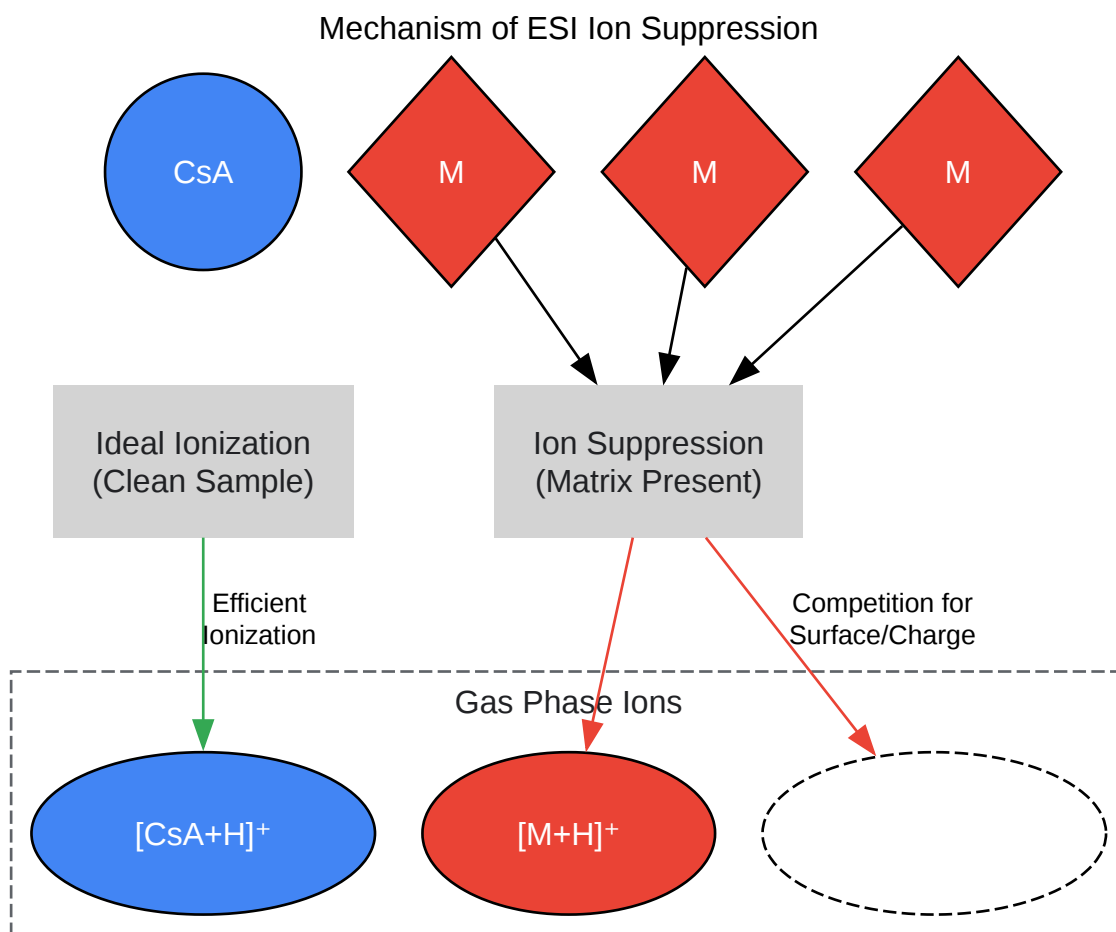 Mechanism of ESI Ion Suppression
CsA
M
M
M
Ideal Ionization
(Clean Sample)
Ion Suppression
(Matrix Present)
Efficient
Ionization
Competition for
Surface/Charge
Gas Phase Ions
[CsA+H]⁺
[M+H]⁺